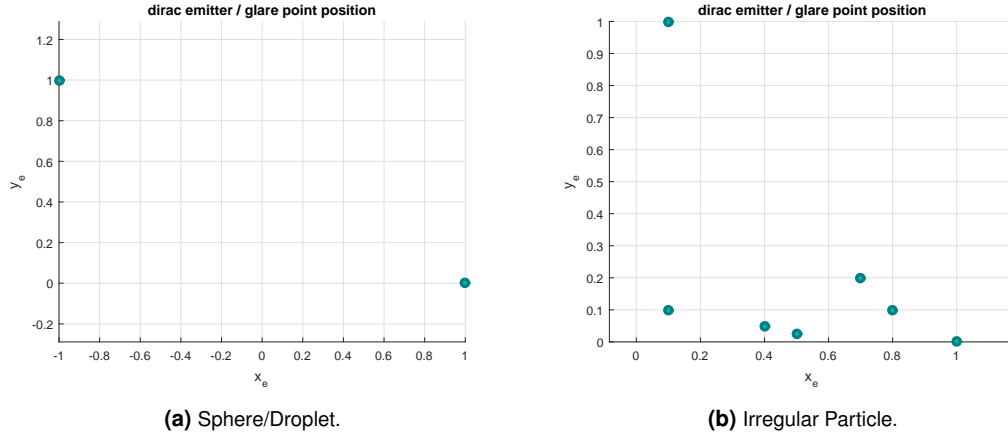 dirac emitter / glare point position
1.2
1
0.8
0.6
0.4
0.2
0
-0.2
y_e
-1 -0.8 -0.6 -0.4 -0.2 0 0.2 0.4 0.6 0.8 1
x_e
(a) Sphere/Droplet.
dirac emitter / glare point position
1
0.9
0.8
0.7
0.6
0.5
0.4
0.3
0.2
0.1
0
y_e
0 0.2 0.4 0.6 0.8 1
x_e
(b) Irregular Particle.